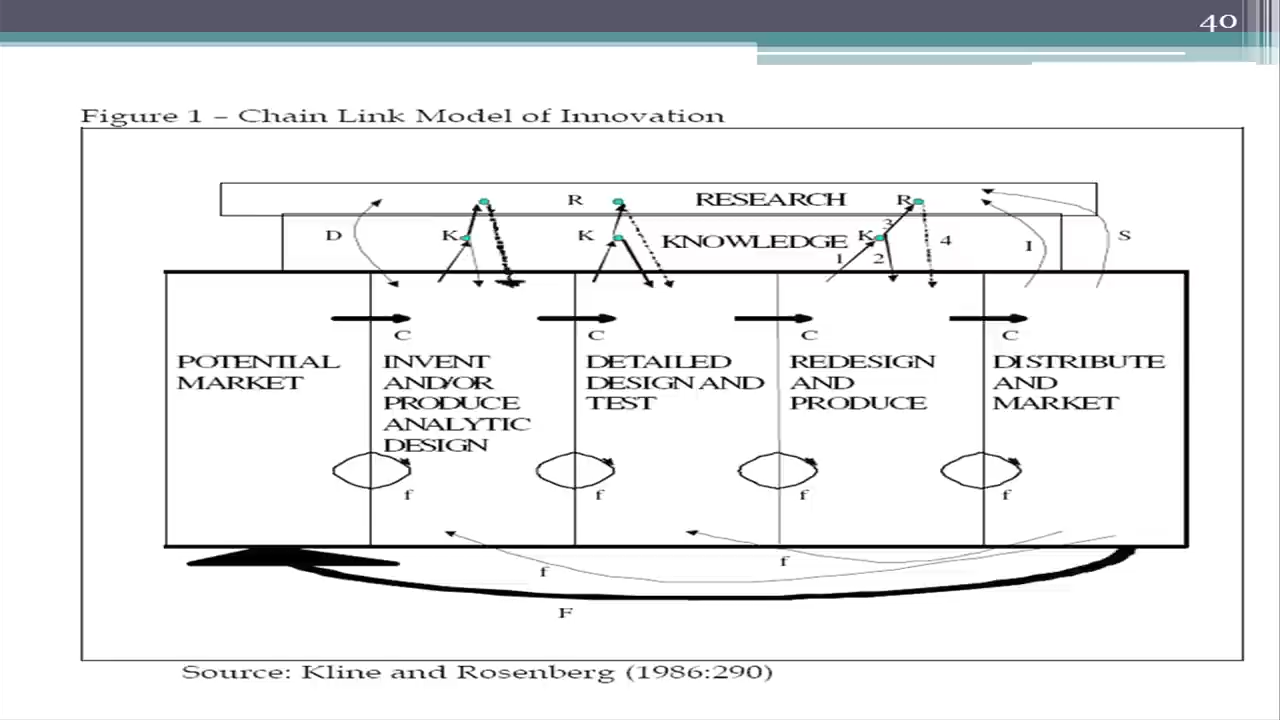 40
Figure 1 – Chain Link Model of Innovation
R RESEARCH R
D K K KNOWLEDGE K 3 4 I S
1 2
C C C C
POTENTIAL
MARKET
INVENT
AND/OR
PRODUCE
ANALYTIC
DESIGN
DETAILED
DESIGN AND
TEST
REDESIGN
AND
PRODUCE
DISTRIBUTE
AND
MARKET
f f f f
f f
F
Source: Kline and Rosenberg (1986:290)